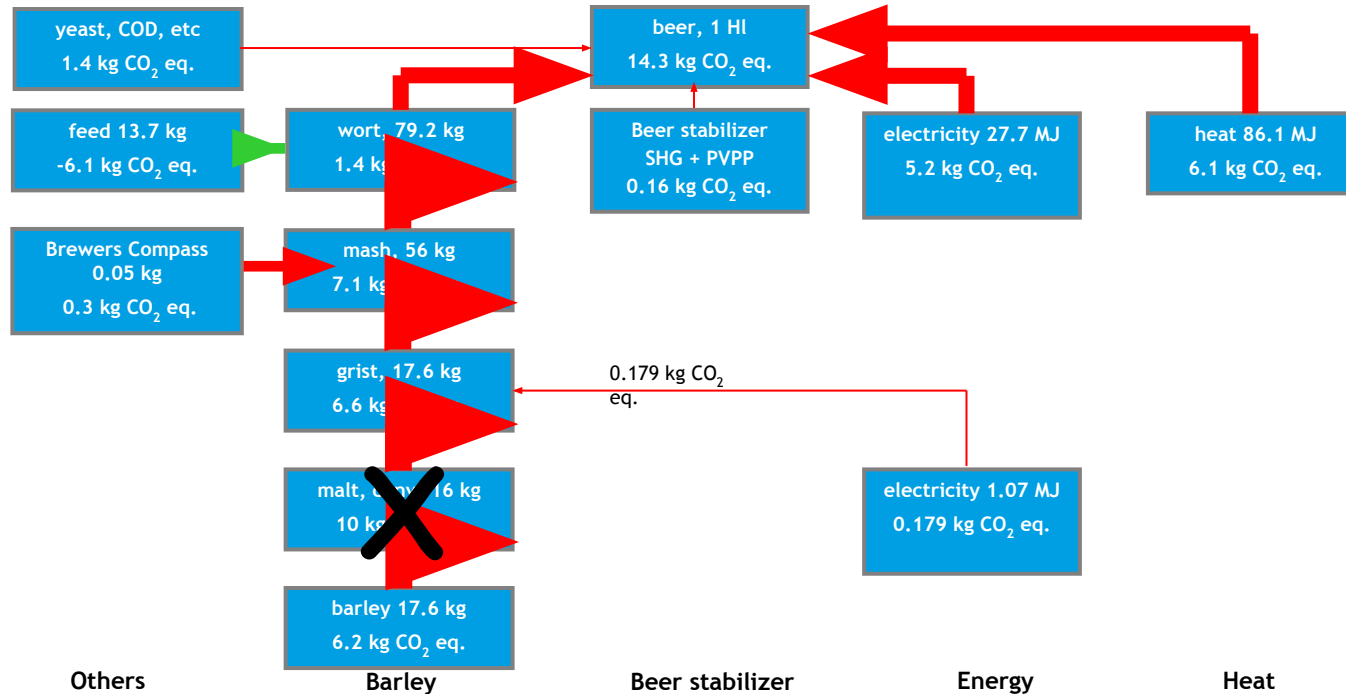 yeast, COD, etc
1.4 kg CO2 eq.
beer, 1 Hl
14.3 kg CO2 eq.
feed 13.7 kg
-6.1 kg CO2 eq.
wort, 79.2 kg
1.4 kg
Beer stabilizer
SHG + PVPP
0.16 kg CO2 eq.
electricity 27.7 MJ
5.2 kg CO2 eq.
heat 86.1 MJ
6.1 kg CO2 eq.
Brewers Compass
0.05 kg
0.3 kg CO2 eq.
mash, 56 kg
7.1 kg
grist, 17.6 kg
6.6 kg
0.179 kg CO2
eq.
malt, 16 kg
10 kg
electricity 1.07 MJ
0.179 kg CO2 eq.
barley 17.6 kg
6.2 kg CO2 eq.
Others
Barley
Beer stabilizer
Energy
Heat